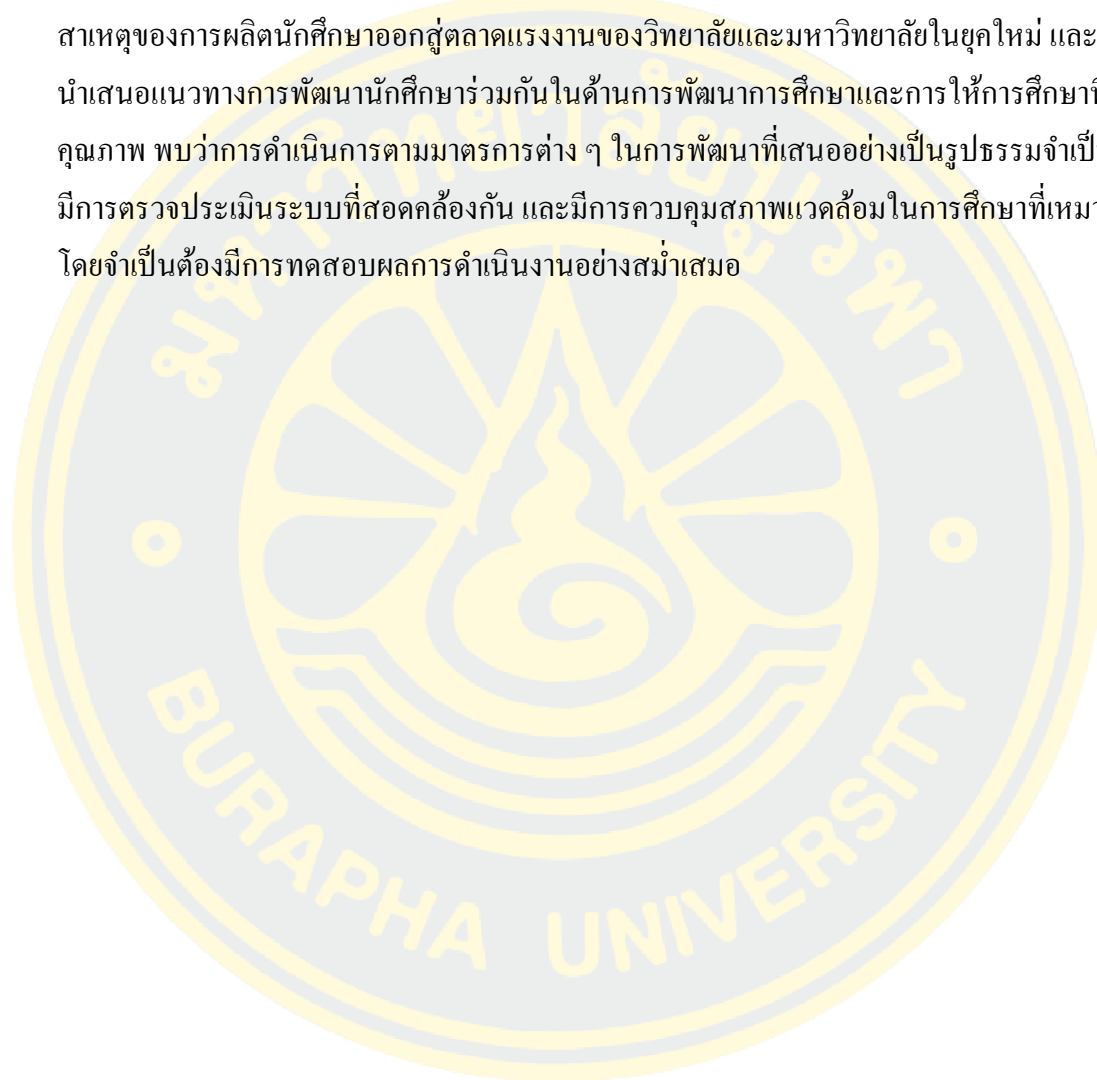 สาเหตุของการผลิตนักศึกษาออกสู่ตลาดแรงงานของวิทยาลัยและมหาวิทยาลัยในยุคใหม่ และ
นำเสนอแนวทางการพัฒนานักศึกษาร่วมกันในด้านการพัฒนาการศึกษาและการให้การศึกษา
คุณภาพ พบว่าการดำเนินการตามมาตรการต่าง ๆ ในการพัฒนาที่เสนออย่างเป็นรูปธรรม
มีการตรวจประเมินระบบที่สอดคล้องกัน และมีการควบคุมสภาพแวดล้อมในการศึกษาที่
โดยจำเป็นต้องมีการทดสอบผลการดำเนินงานอย่างสม่ำเสมอ
มหาวิทยาลัยบูรพา
BURAPHA UNIVERSITY